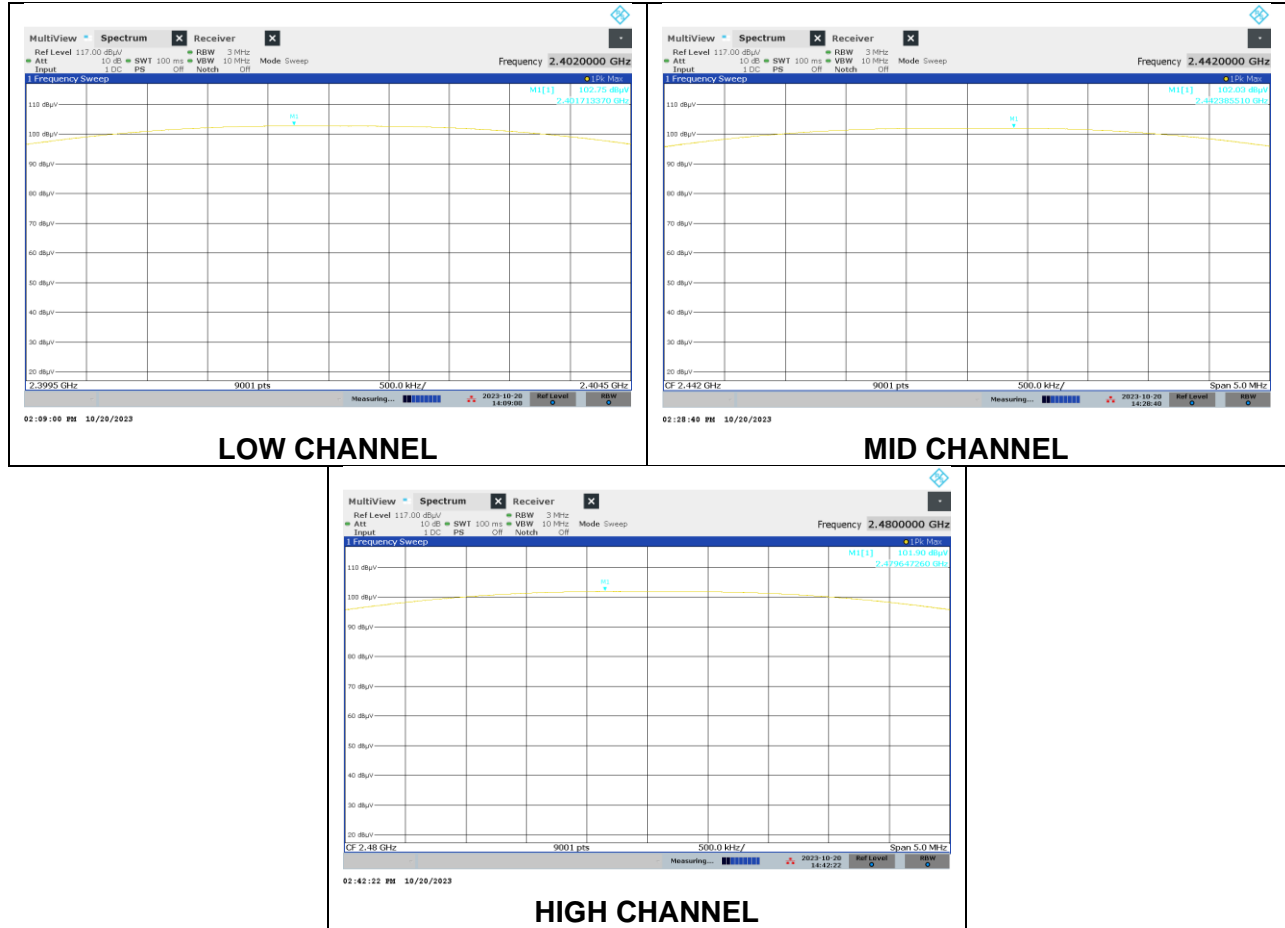 MultiView Spectrum X Receiver X
Ref Level 117.00 dBµV RBW 3 MHz
Att 10 dB SWT 100 ms VBW 10 MHz Mode Sweep Frequency 2.4020000 GHz
Input 1 DC PS Off Notch Off
1 Frequency Sweep 1Pk Max
M1[1] 102.75 dBµV
2.401713370 GHz
110 dBµV
M1
100 dBµV
90 dBµV
80 dBµV
70 dBµV
60 dBµV
50 dBµV
40 dBµV
30 dBµV
20 dBµV
2.3995 GHz 9001 pts 500.0 kHz/ 2.4045 GHz
Measuring... 2023-10-20 Ref Level RBW
14:09:00
02:09:00 PM 10/20/2023
LOW CHANNEL
MultiView Spectrum X Receiver X
Ref Level 117.00 dBµV RBW 3 MHz
Att 10 dB SWT 100 ms VBW 10 MHz Mode Sweep Frequency 2.4420000 GHz
Input 1 DC PS Off Notch Off
1 Frequency Sweep 1Pk Max
M1[1] 102.03 dBµV
2.442385510 GHz
110 dBµV
M1
100 dBµV
90 dBµV
80 dBµV
70 dBµV
60 dBµV
50 dBµV
40 dBµV
30 dBµV
20 dBµV
CF 2.442 GHz 9001 pts 500.0 kHz/ Span 5.0 MHz
Measuring... 2023-10-20 Ref Level RBW
14:28:40
02:28:40 PM 10/20/2023
MID CHANNEL
MultiView Spectrum X Receiver X
Ref Level 117.00 dBµV RBW 3 MHz
Att 10 dB SWT 100 ms VBW 10 MHz Mode Sweep Frequency 2.4800000 GHz
Input 1 DC PS Off Notch Off
1 Frequency Sweep 1Pk Max
M1[1] 101.90 dBµV
2.479647260 GHz
110 dBµV
M1
100 dBµV
90 dBµV
80 dBµV
70 dBµV
60 dBµV
50 dBµV
40 dBµV
30 dBµV
20 dBµV
CF 2.48 GHz 9001 pts 500.0 kHz/ Span 5.0 MHz
Measuring... 2023-10-20 Ref Level RBW
14:42:22
02:42:22 PM 10/20/2023
HIGH CHANNEL